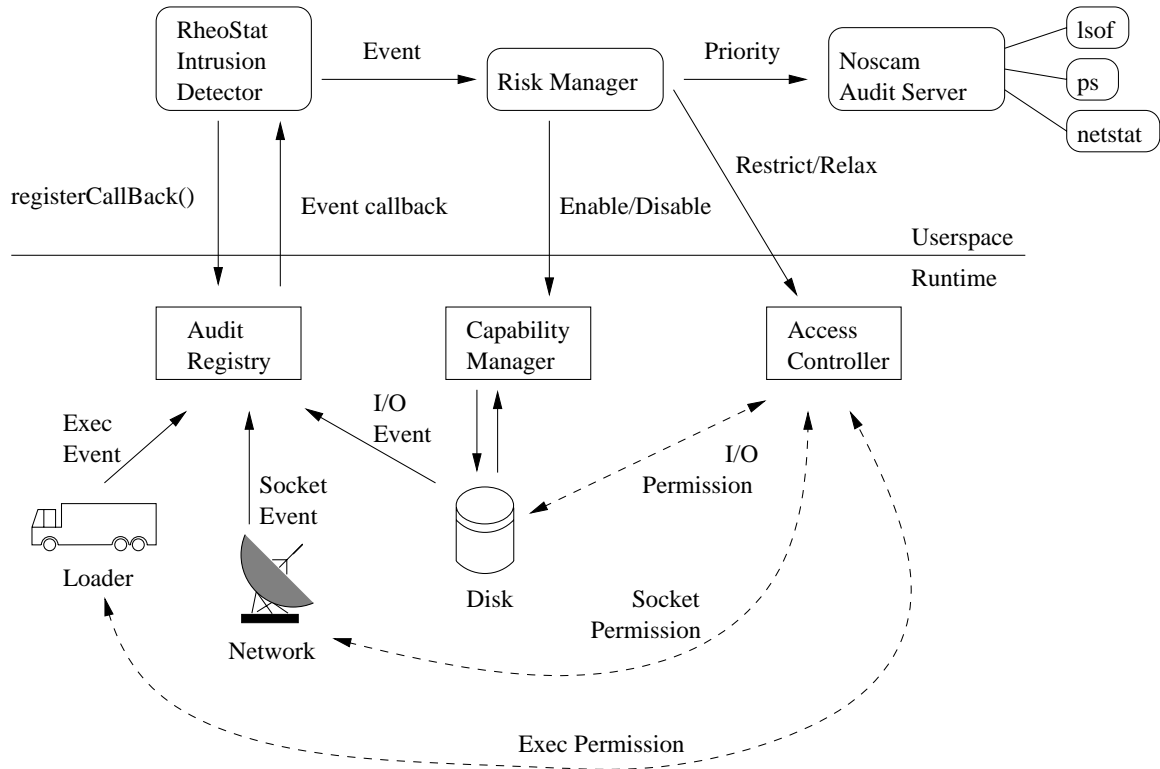 RheoStat
Intrusion
Detector
Event
Risk Manager
Priority
Noscam
Audit Server
lsof
ps
netstat
registerCallBack()
Event callback
Enable/Disable
Restrict/Relax
Userspace
Runtime
Audit
Registry
Capability
Manager
Access
Controller
Exec
Event
Socket
Event
I/O
Event
I/O
Permission
Loader
Network
Disk
Socket
Permission
Exec Permission